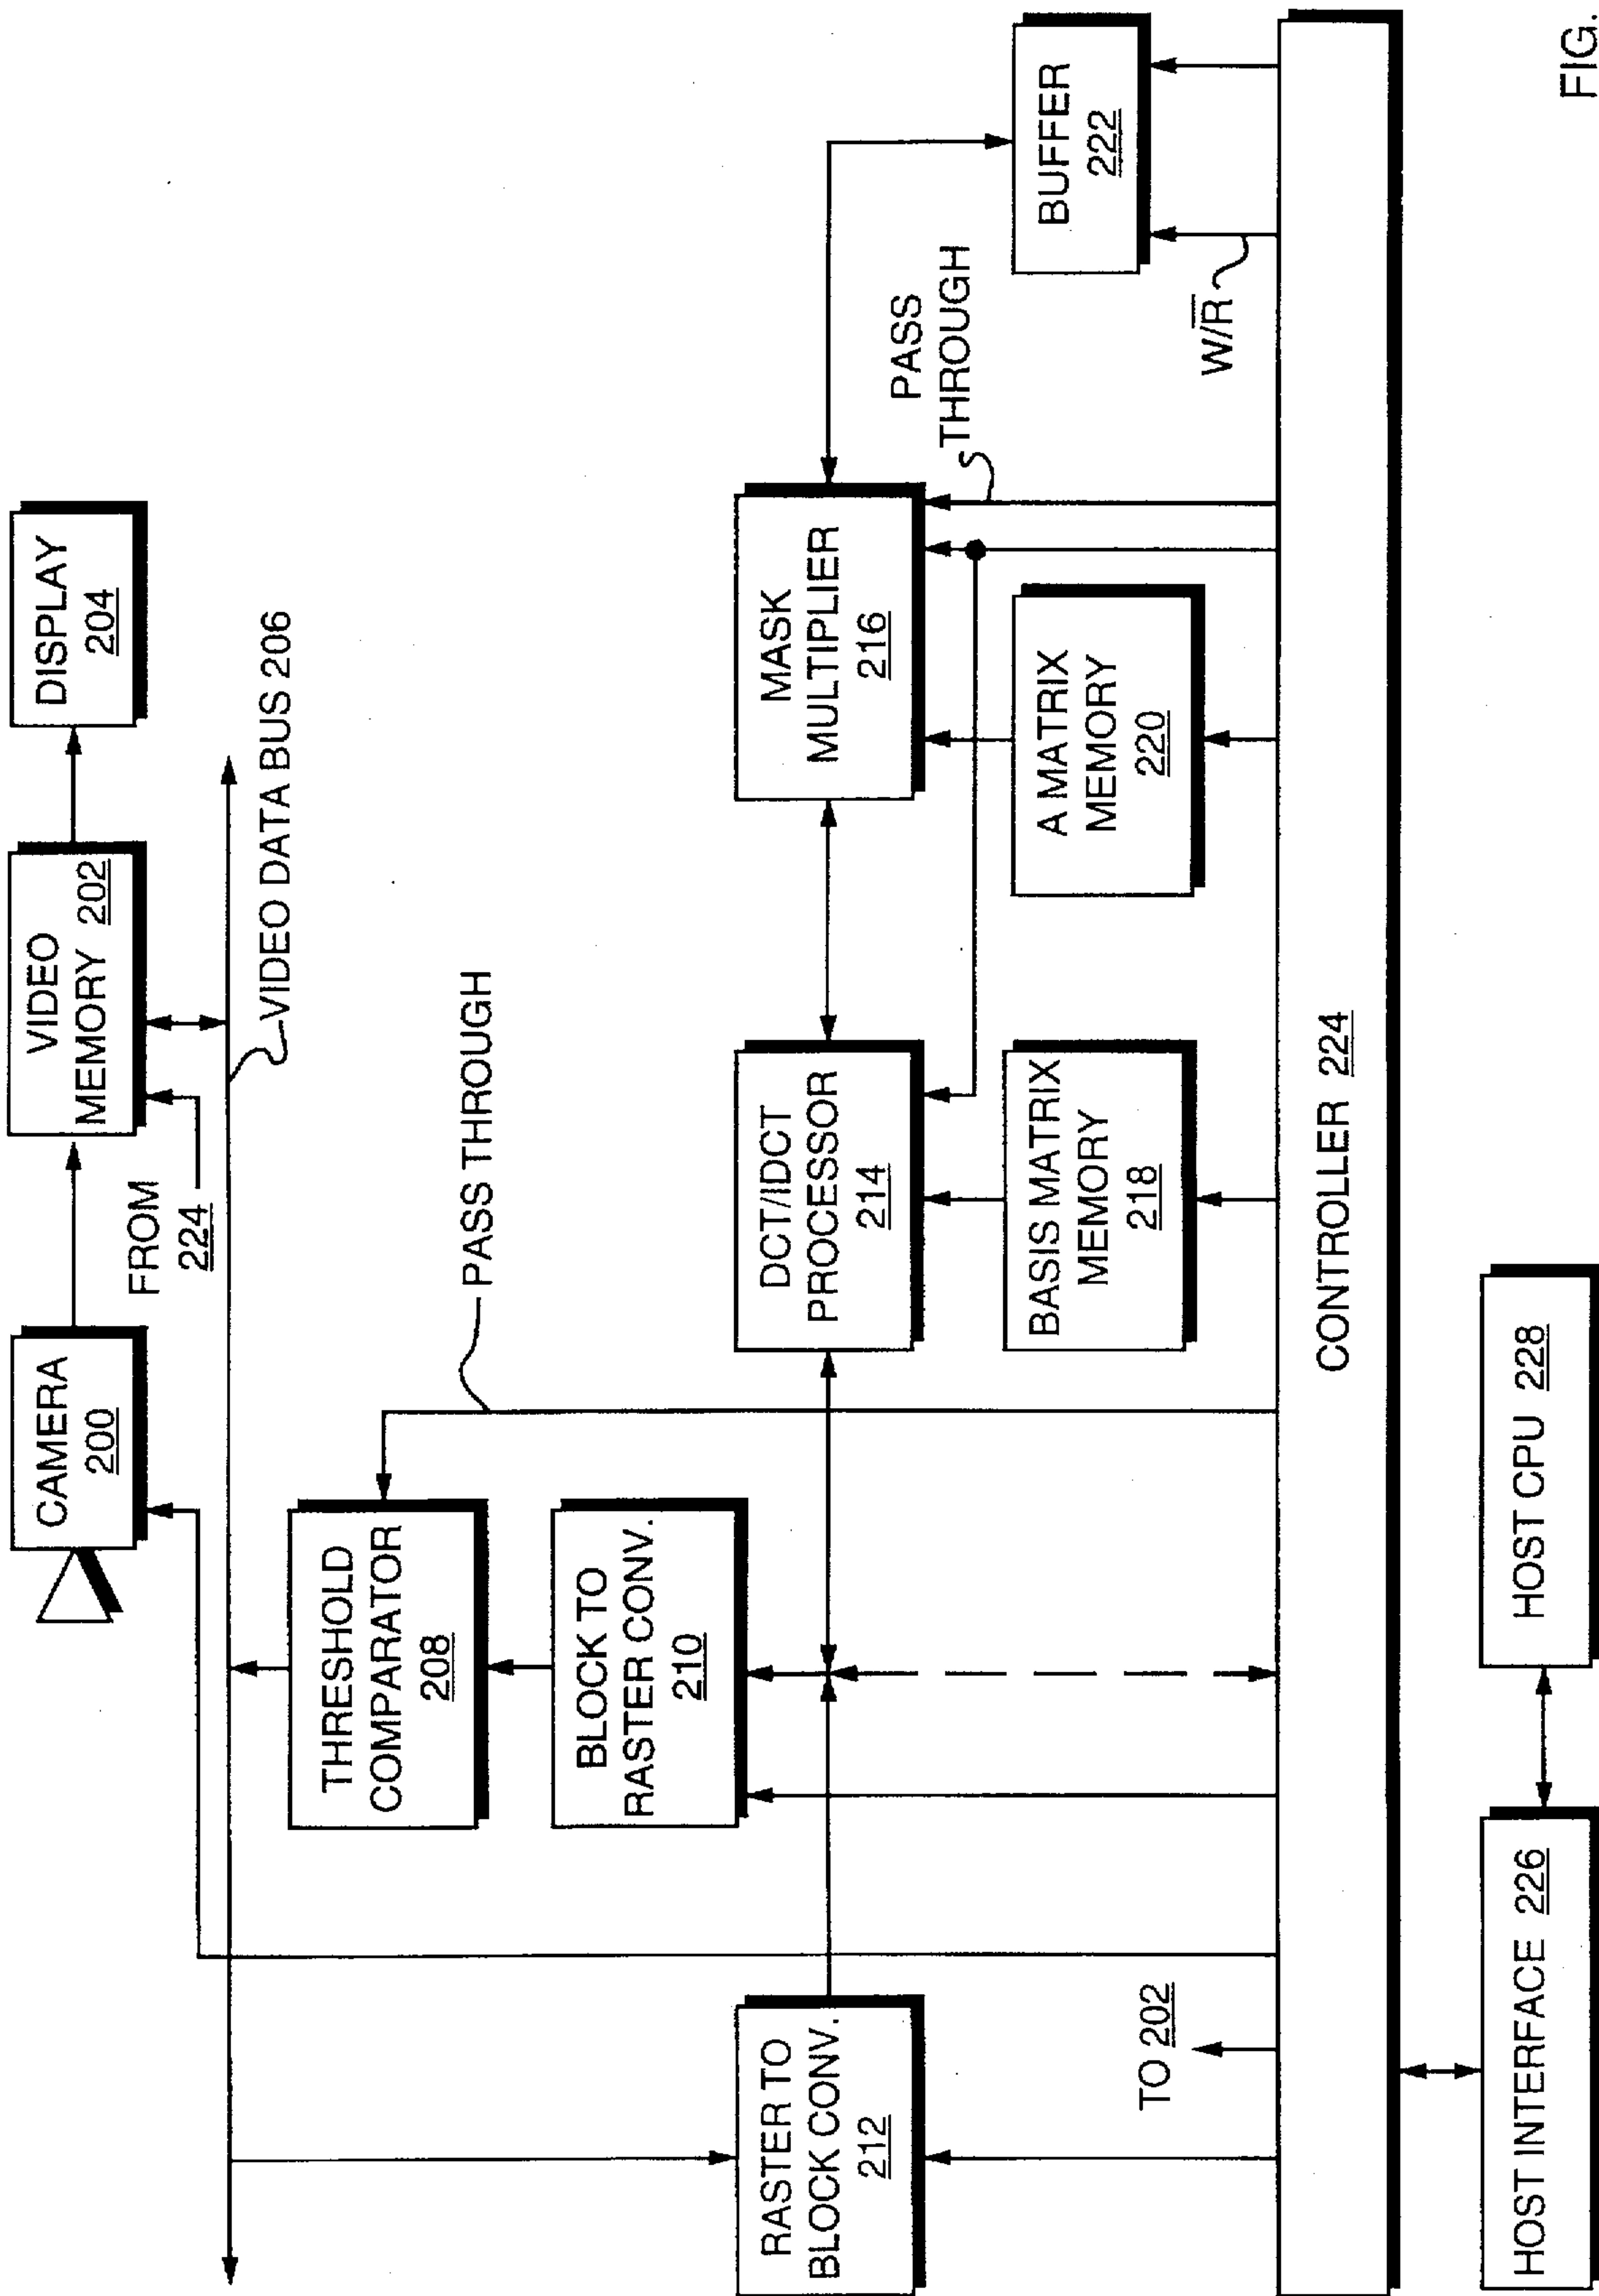 CAMERA
200
VIDEO
MEMORY 202
DISPLAY
204
FROM
224
VIDEO DATA BUS 206
THRESHOLD
COMPARATOR
208
PASS THROUGH
BLOCK TO
RASTER CONV.
210
RASTER TO
BLOCK CONV.
212
DCT/IDCT
PROCESSOR
214
MASK
MULTIPLIER
216
PASS
THROUGH
BASIS MATRIX
MEMORY
218
A MATRIX
MEMORY
220
BUFFER
222
W/R̅
TO 202
CONTROLLER 224
HOST INTERFACE 226
HOST CPU 228
FIG.